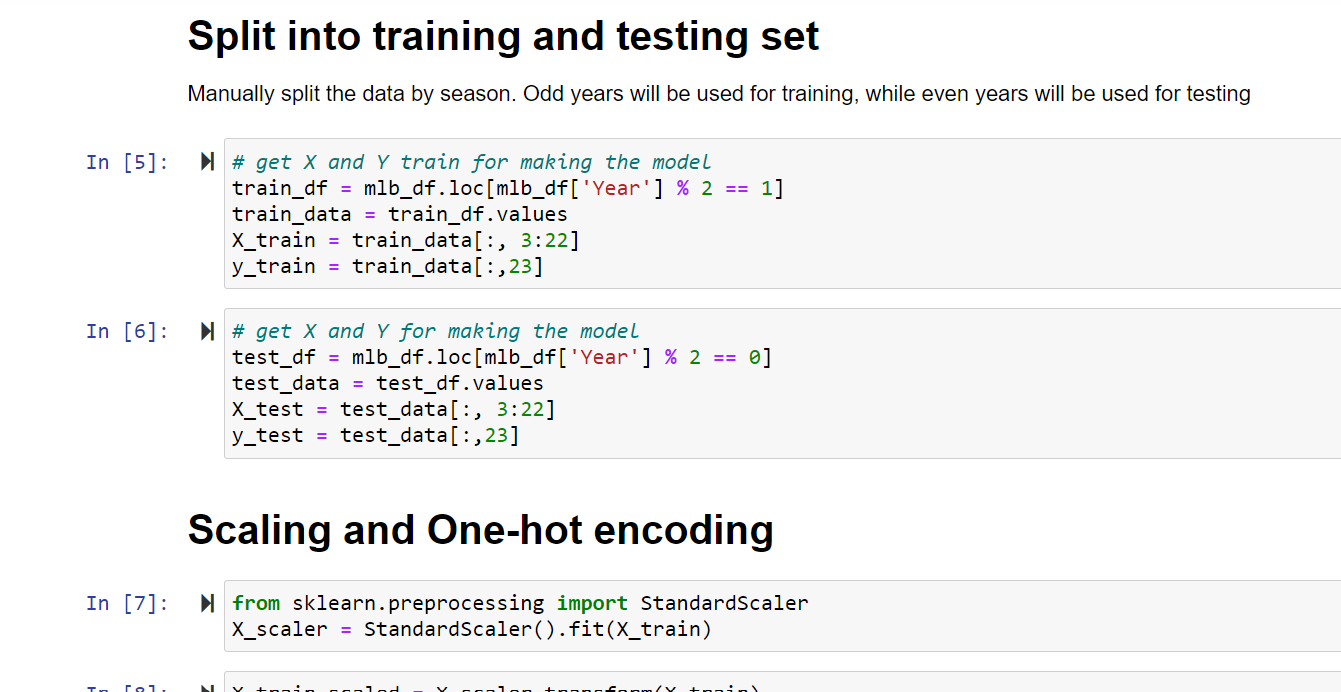 Split into training and testing set
Manually split the data by season. Odd years will be used for training, while even years will be used for testing
In [5]:
# get X and Y train for making the model
train_df = mlb_df.loc[mlb_df['Year'] % 2 == 1]
train_data = train_df.values
X_train = train_data[:, 3:22]
y_train = train_data[:,23]
In [6]:
# get X and Y for making the model
test_df = mlb_df.loc[mlb_df['Year'] % 2 == 0]
test_data = test_df.values
X_test = test_data[:, 3:22]
y_test = test_data[:,23]
Scaling and One-hot encoding
In [7]:
from sklearn.preprocessing import StandardScaler
X_scaler = StandardScaler().fit(X_train)
In [8]:
X_train_scaled = X_scaler.transform(X_train)